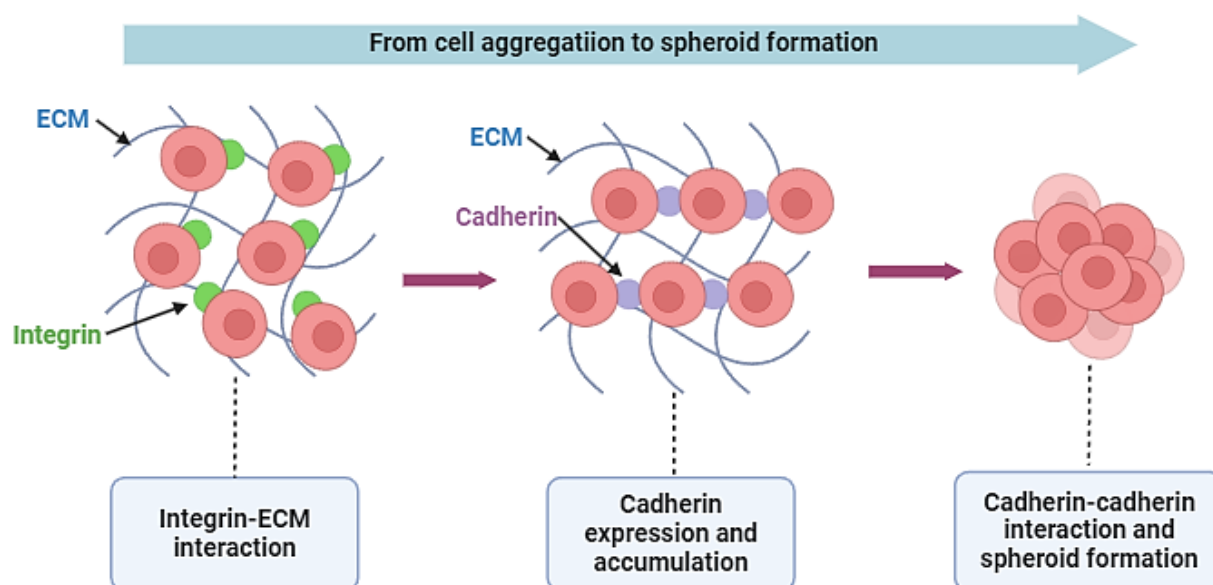 From cell aggregatiion to spheroid formation
ECM
Integrin
ECM
Cadherin
Integrin-ECM
interaction
Cadherin
expression and
accumulation
Cadherin-cadherin
interaction and
spheroid formation